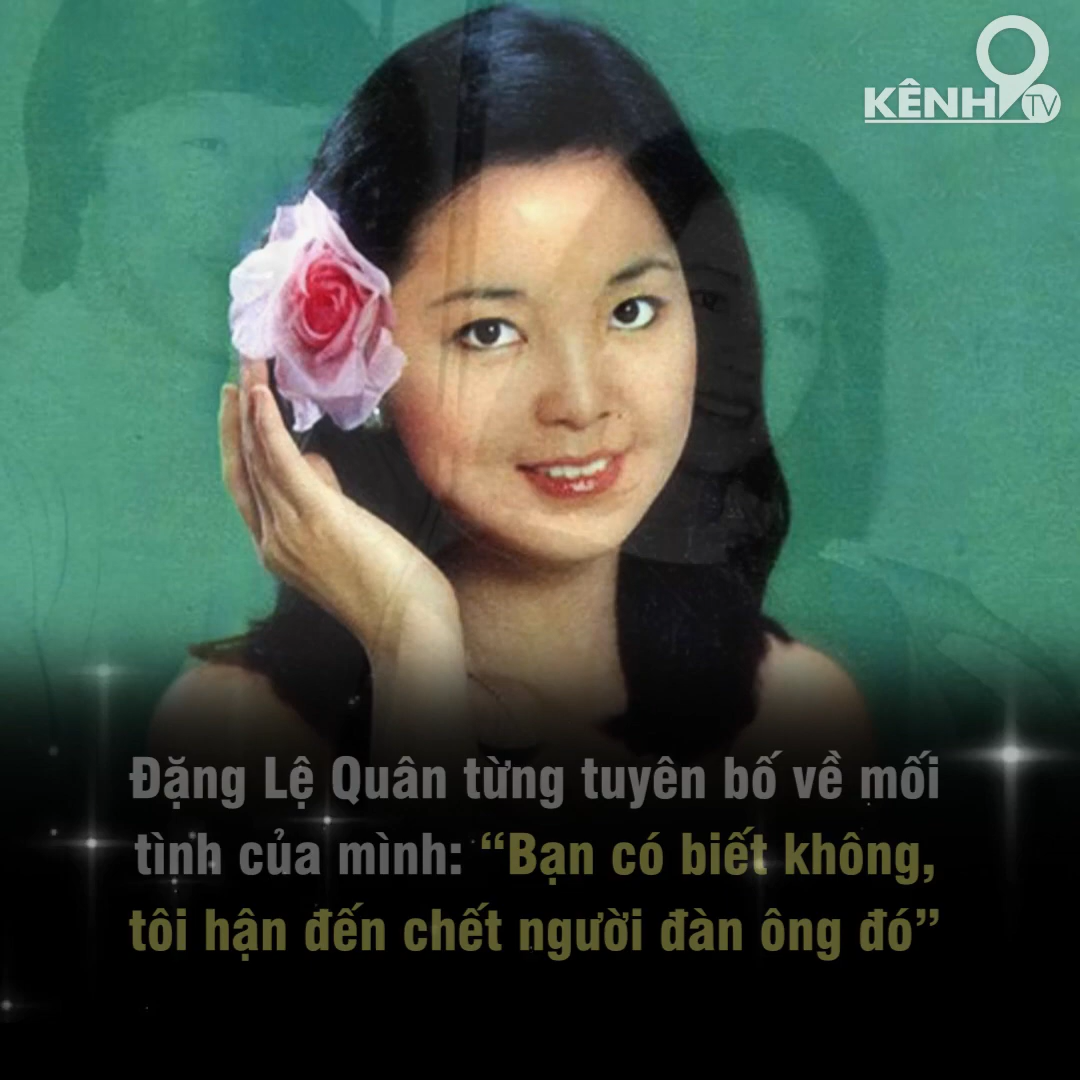 KÊNH 9 TV
Đặng Lệ Quân từng tuyên bố về mối
tình của mình: “Bạn có biết không,
tôi hận đến chết người đàn ông đó”